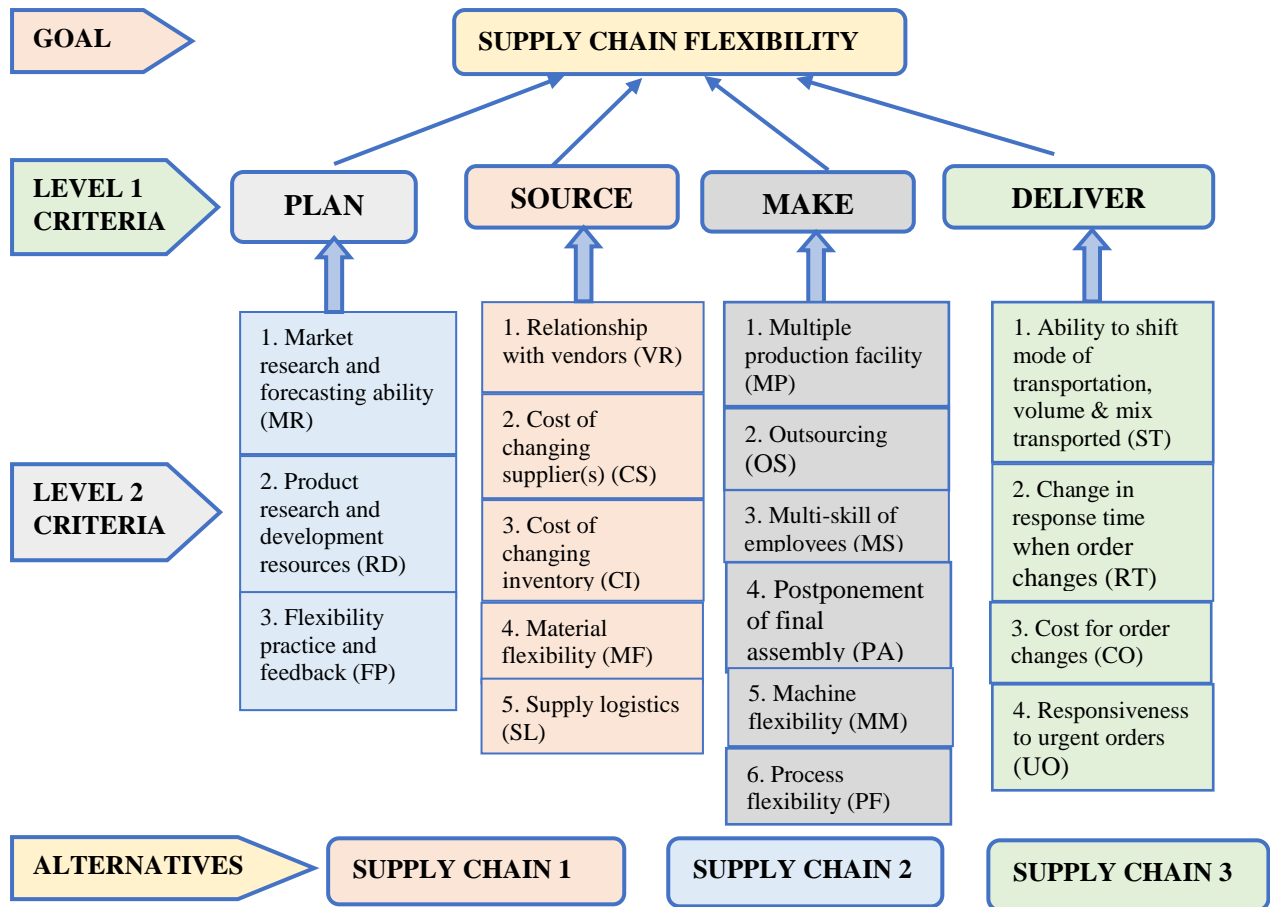 GOAL
SUPPLY CHAIN FLEXIBILITY
LEVEL 1
CRITERIA
PLAN
SOURCE
MAKE
DELIVER
LEVEL 2
CRITERIA
1. Market
research and
forecasting ability
(MR)
2. Product
research and
development
resources (RD)
3. Flexibility
practice and
feedback (FP)
1. Relationship
with vendors (VR)
2. Cost of
changing
supplier(s) (CS)
3. Cost of
changing
inventory (CI)
4. Material
flexibility (MF)
5. Supply logistics
(SL)
1. Multiple
production facility
(MP)
2. Outsourcing
(OS)
3. Multi-skill of
employees (MS)
4. Postponement
of final
assembly (PA)
5. Machine
flexibility (MM)
6. Process
flexibility (PF)
1. Ability to shift
mode of
transportation,
volume & mix
transported (ST)
2. Change in
response time
when order
changes (RT)
3. Cost for order
changes (CO)
4. Responsiveness
to urgent orders
(UO)
ALTERNATIVES
SUPPLY CHAIN 1
SUPPLY CHAIN 2
SUPPLY CHAIN 3